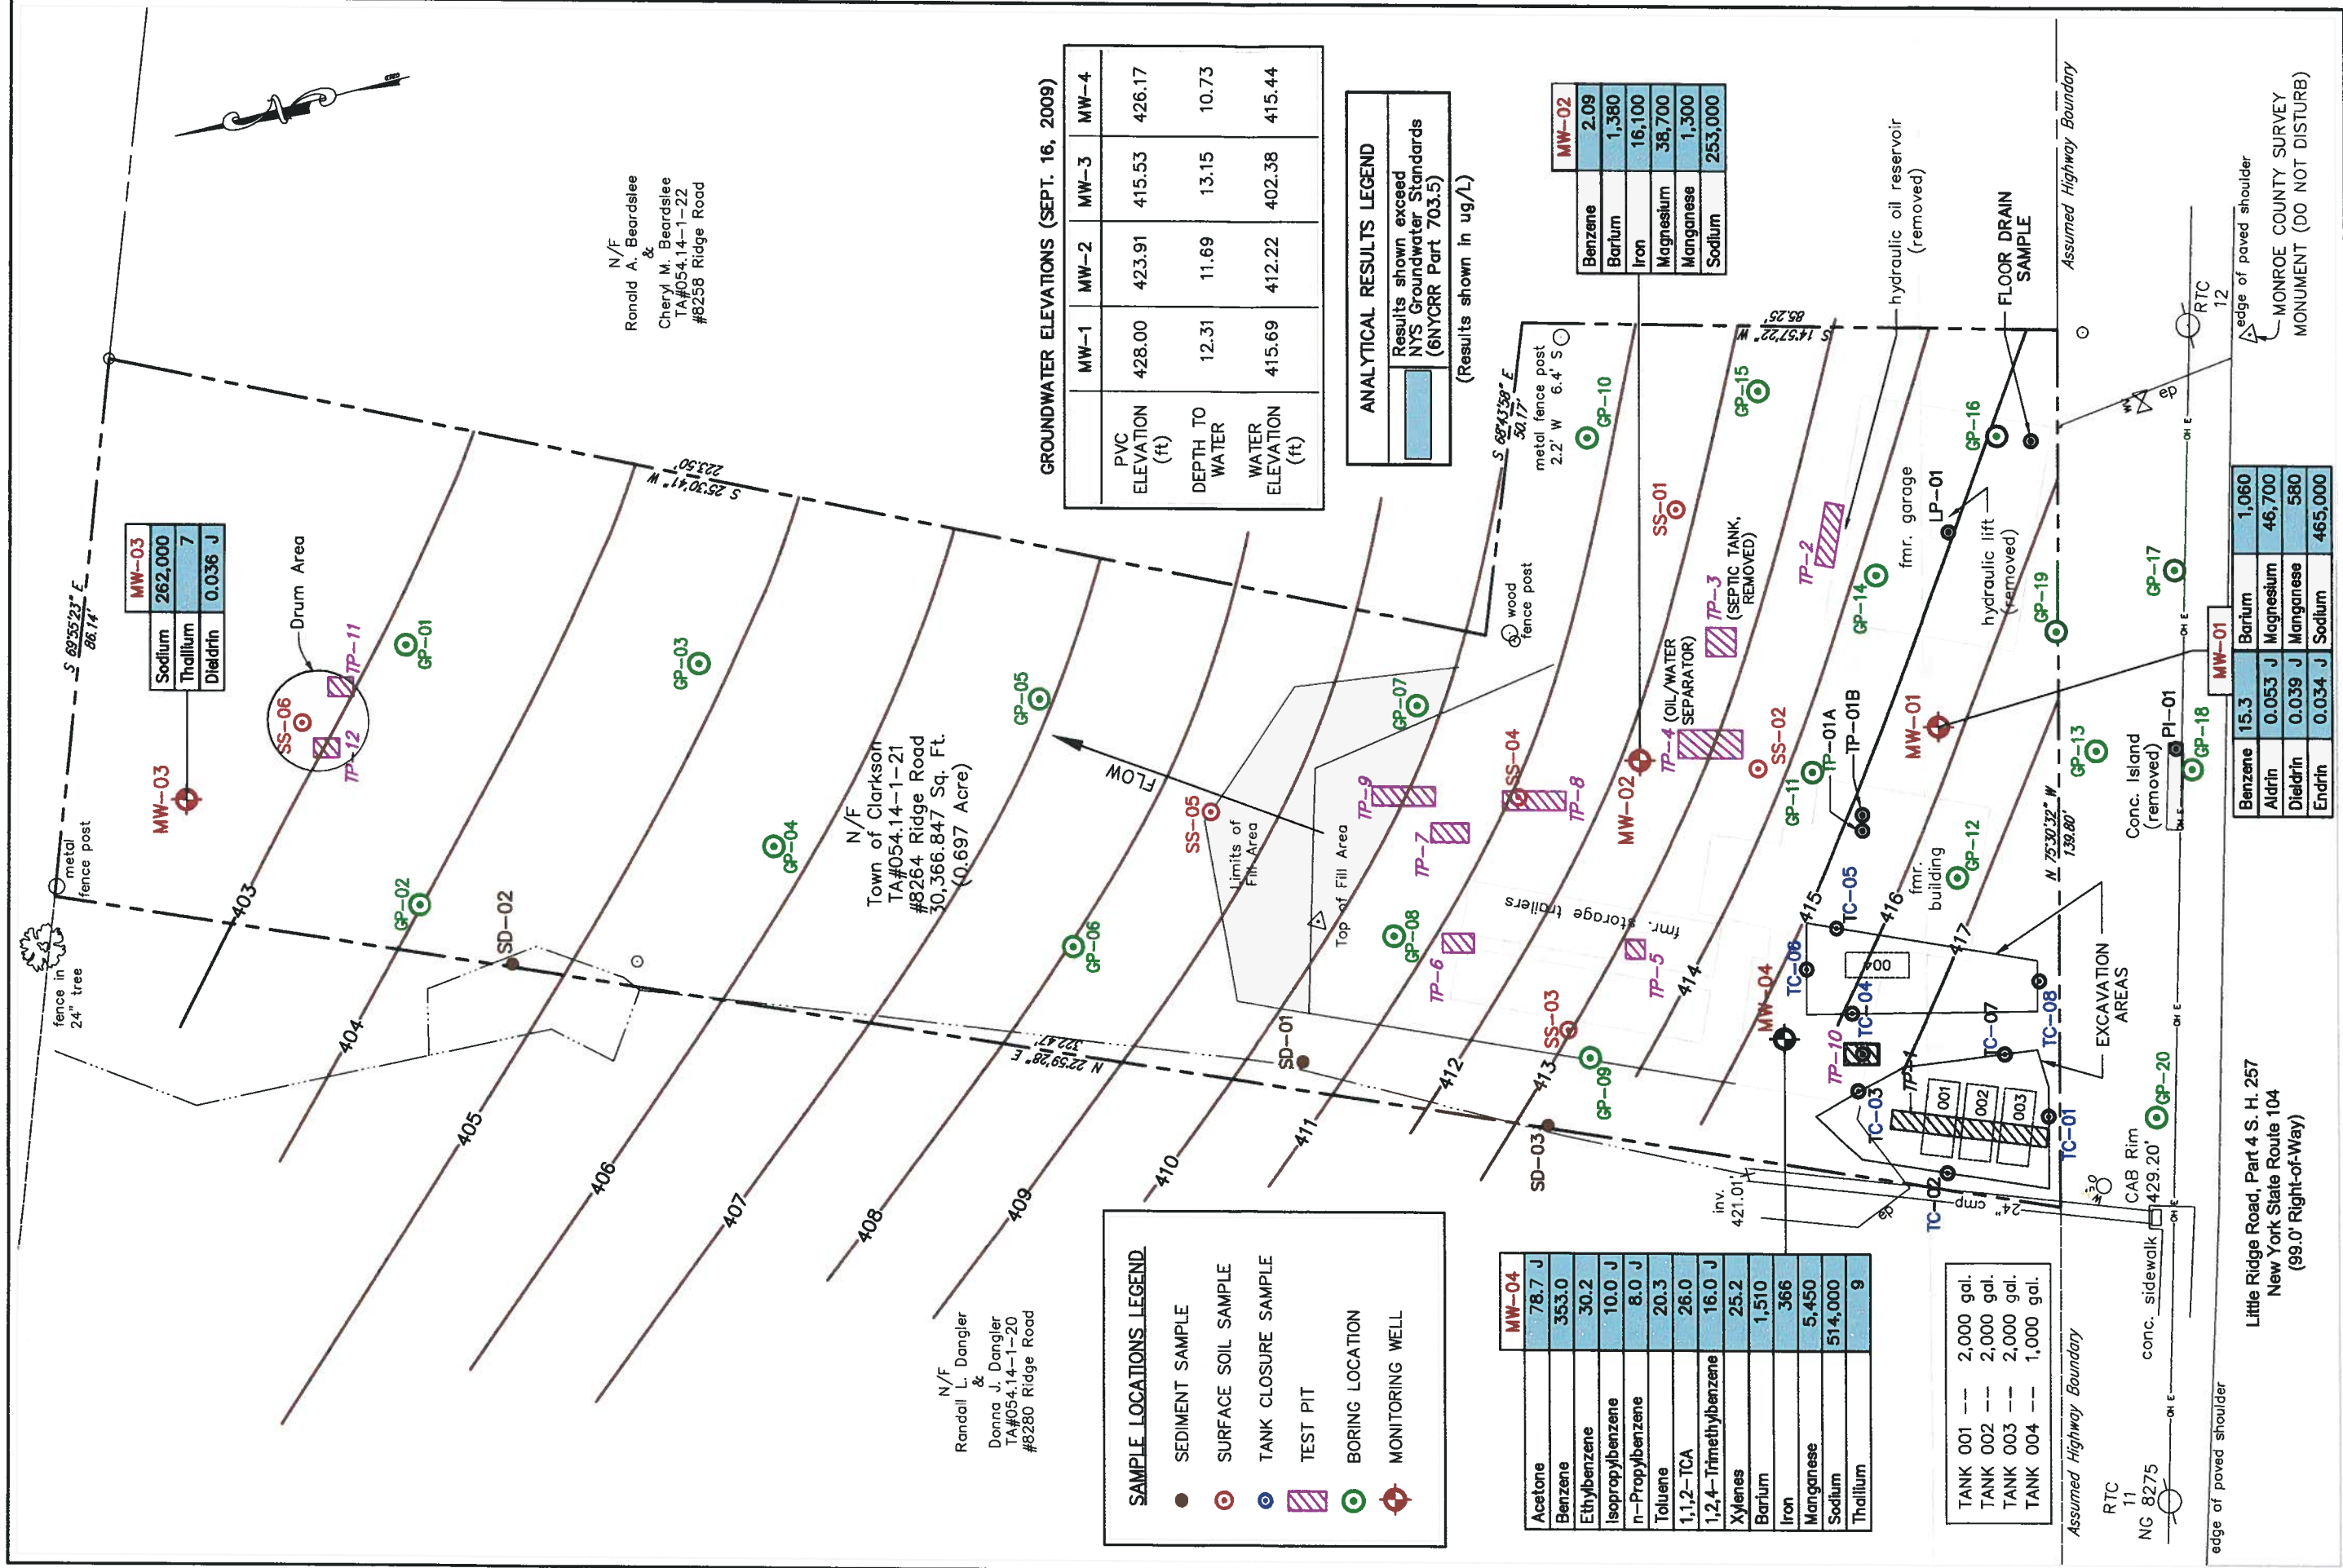 S 69°55'23" E
86.14'
fence in
24" tree
metal
fence post
MW-03
MW-03
Sodium 262,000
Thallium 7
Dieldrin 0.036 J
Drum Area
SS-06
TP-11
TP-12
GP-01
GP-02
GP-03
GP-04
GP-05
GP-06
SD-02
403
404
405
406
407
408
409
410
411
412
413
414
415
416
417
S 25°30'41" W
223.50'
N/F
Ronald A. Beardslee
&
Cheryl M. Beardslee
TA#054.14-1-22
#8258 Ridge Road
N/F
Town of Clarkson
TA#054.14-1-21
#8264 Ridge Road
30,366.847 Sq. Ft.
(0.697 Acre)
FLOW
N 22°59'28" E
322.47'
N/F
Randall L. Dangler
&
Donna J. Dangler
TA#054.14-1-20
#8280 Ridge Road
GROUNDWATER ELEVATIONS (SEPT. 16, 2009)
MW-1 MW-2 MW-3 MW-4
PVC
ELEVATION
(ft)
428.00 423.91 415.53 426.17
DEPTH TO
WATER
12.31 11.69 13.15 10.73
WATER
ELEVATION
(ft)
415.69 412.22 402.38 415.44
ANALYTICAL RESULTS LEGEND
Results shown exceed
NYS Groundwater Standards
(6NYCRR Part 703.5)
(Results shown in ug/L)
SAMPLE LOCATIONS LEGEND
SEDIMENT SAMPLE
SURFACE SOIL SAMPLE
TANK CLOSURE SAMPLE
TEST PIT
BORING LOCATION
MONITORING WELL
SS-05
Limits of
Fill Area
Top of Fill Area
SD-01
GP-07
GP-08
TP-9
TP-7
TP-6
TP-8
SS-04
TP-5
fmr. storage trailers
SS-03
GP-09
SD-03
wood
fence post
S 68°43'58" E
50.17'
metal fence post
2.2' W 6.4' S
GP-10
MW-02
Benzene 2.09
Barium 1,380
Iron 16,100
Magnesium 38,700
Manganese 1,300
Sodium 253,000
S 14°57'22" W
85.25'
GP-15
SS-01
MW-02
TP-4 (OIL/WATER
SEPARATOR)
TP-3
(SEPTIC TANK,
REMOVED)
TP-2
SS-02
hydraulic oil reservoir
(removed)
GP-11
TP-01A
TP-01B
GP-14
fmr. garage
LP-01
GP-16
FLOOR DRAIN
SAMPLE
hydraulic lift
(removed)
MW-01
GP-19
GP-12
fmr.
building
MW-04
TC-06
TC-05
004
TC-04
TP-10
TC-03
TP-1
TC-07
TC-08
001
002
003
TC-01
TC-02
EXCAVATION
AREAS
inv.
421.01'
ep
24" cmp
MW-04
Acetone 78.7 J
Benzene 353.0
Ethylbenzene 30.2
Isopropylbenzene 10.0 J
n-Propylbenzene 8.0 J
Toluene 20.3
1,1,2-TCA 26.0
1,2,4-Trimethylbenzene 16.0 J
Xylenes 25.2
Barium 1,510
Iron 366
Manganese 5,450
Sodium 514,000
Thallium 9
TANK 001 -- 2,000 gal.
TANK 002 -- 2,000 gal.
TANK 003 -- 2,000 gal.
TANK 004 -- 1,000 gal.
N 75°30'32" W
139.80'
Assumed Highway Boundary
Assumed Highway Boundary
GP-13
GP-17
GP-18
GP-20
Conc. Island
(removed)
PI-01
MW-01
Benzene 15.3 Barium 1,060
Aldrin 0.053 J Magnesium 46,700
Dieldrin 0.039 J Manganese 580
Endrin 0.034 J Sodium 465,000
CAB Rim
429.20'
conc. sidewalk
RTC
11
NG 8275
RTC
12
ep
OH E
OH E
OH E
OH E
OH E
OH E
edge of paved shoulder
edge of paved shoulder
MONROE COUNTY SURVEY
MONUMENT (DO NOT DISTURB)
Little Ridge Road, Part 4 S. H. 257
New York State Route 104
(99.0' Right-of-Way)